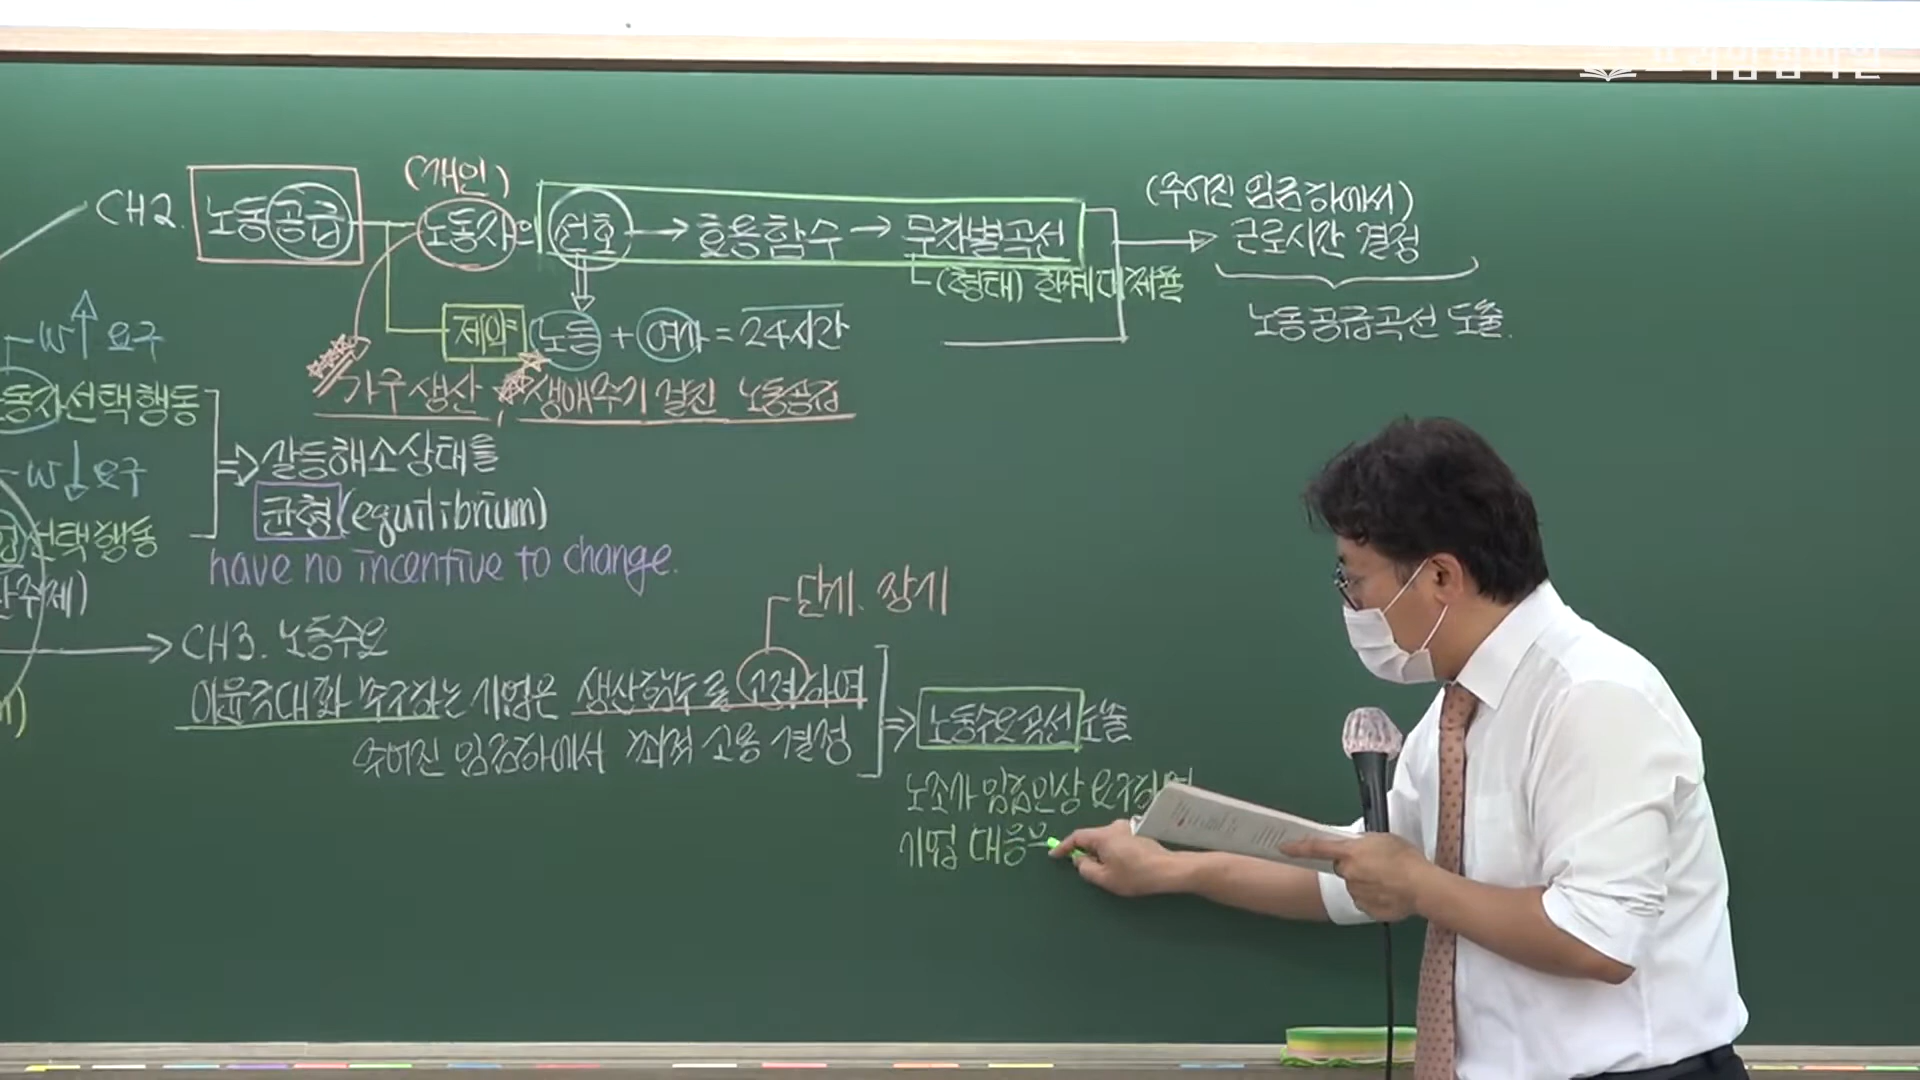 (개인)
(주어진 임금하에서)
CH2. 노동공급 노동자의 선호 → 효용함수 → 무차별곡선 → 근로시간 결정
(형태) 한계대체율
노동공급곡선 도출.
제약 노동 + 여가 = 24시간
가구생산, 생애주기 걸친 노동공급
w↑ 요구
동자선택행동
w↓ 요구
선택행동
⇒ 갈등해소상태를
균형(equilibrium)
have no incentive to change.
단기. 장기
→ CH3. 노동수요
이윤극대화 추구하는 기업은 생산함수를 고려하여
주어진 임금하에서 최적 고용 결정
⇒ 노동수요곡선 도출
노조가 임금인상 요구하면
기업 대응은